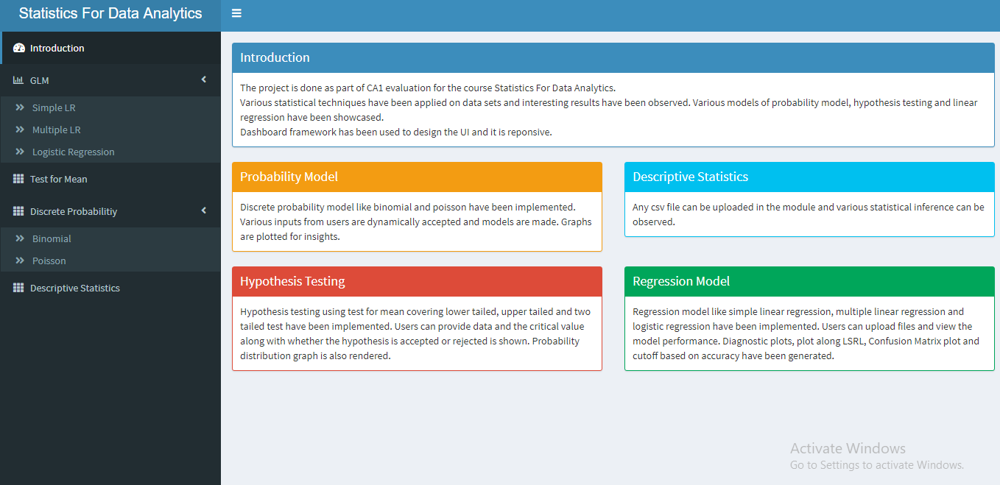 Statistics For Data Analytics
Introduction
GLM
Simple LR
Multiple LR
Logistic Regression
Test for Mean
Discrete Probabilitiy
Binomial
Poisson
Descriptive Statistics
Introduction
The project is done as part of CA1 evaluation for the course Statistics For Data Analytics.
Various statistical techniques have been applied on data sets and interesting results have been observed. Various models of probability model, hypothesis testing and linear
regression have been showcased.
Dashboard framework has been used to design the UI and it is reponsive.
Probability Model
Discrete probability model like binomial and poisson have been implemented.
Various inputs from users are dynamically accepted and models are made. Graphs
are plotted for insights.
Descriptive Statistics
Any csv file can be uploaded in the module and various statistical inference can be
observed.
Hypothesis Testing
Hypothesis testing using test for mean covering lower tailed, upper tailed and two
tailed test have been implemented. Users can provide data and the critical value
along with whether the hypothesis is accepted or rejected is shown. Probability
distribution graph is also rendered.
Regression Model
Regression model like simple linear regression, multiple linear regression and
logistic regression have been implemented. Users can upload files and view the
model performance. Diagnostic plots, plot along LSRL, Confusion Matrix plot and
cutoff based on accuracy have been generated.
Activate Windows
Go to Settings to activate Windows.